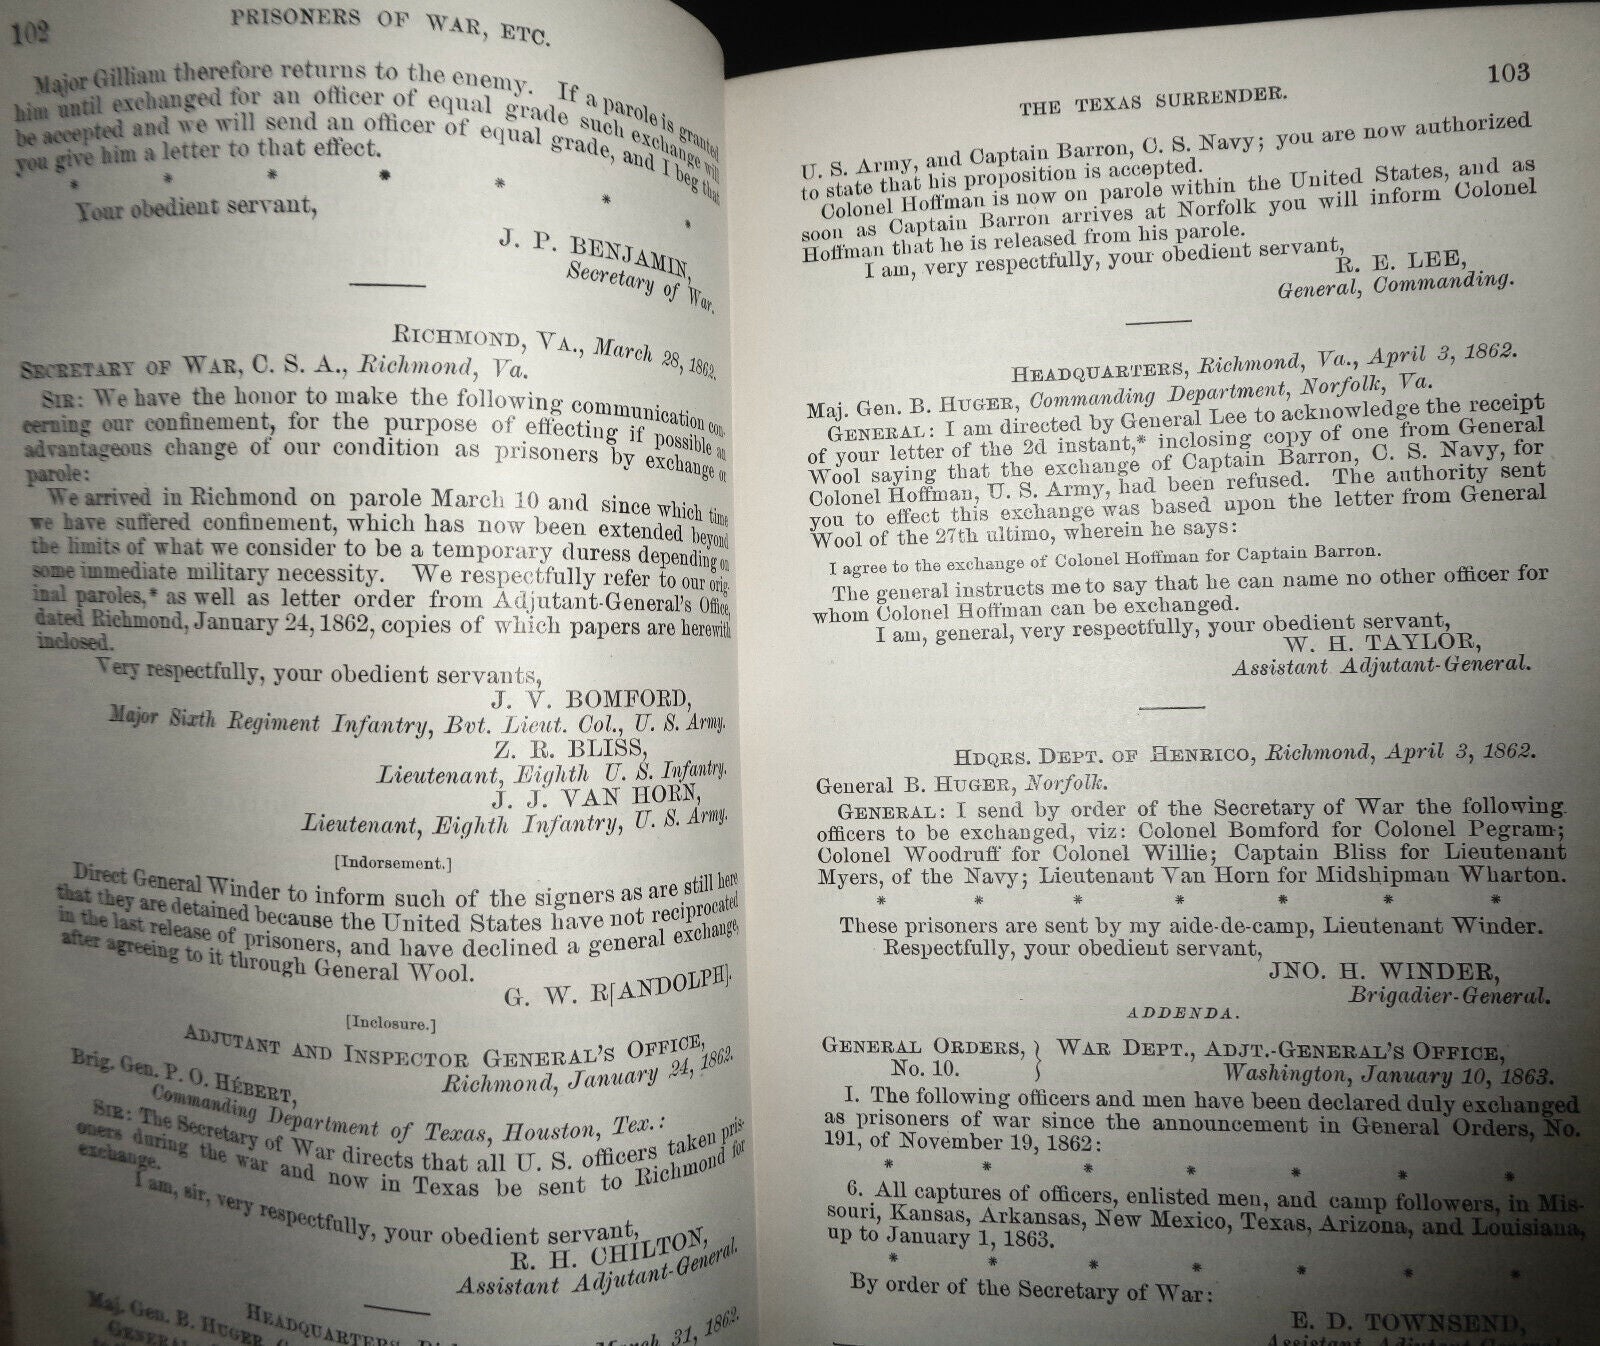 102
PRISONERS OF WAR, ETC.
Major Gilliam therefore returns to the enemy. If a parole is granted
him until exchanged for an officer of equal grade such exchange will
be accepted and we will send an officer of equal grade, and I beg that
you give him a letter to that effect.
* * * * * * *
Your obedient servant,
J. P. BENJAMIN,
Secretary of War.
RICHMOND, VA., March 28, 1862.
SECRETARY OF WAR, C. S. A., Richmond, Va.
SIR: We have the honor to make the following communication con-
cerning our confinement, for the purpose of effecting if possible an
advantageous change of our condition as prisoners by exchange or
parole:
We arrived in Richmond on parole March 10 and since which time
we have suffered confinement, which has now been extended beyond
the limits of what we consider to be a temporary duress depending on
some immediate military necessity. We respectfully refer to our orig-
inal paroles,* as well as letter order from Adjutant-General's Office,
dated Richmond, January 24, 1862, copies of which papers are herewith
inclosed.
Very respectfully, your obedient servants,
J. V. BOMFORD,
Major Sixth Regiment Infantry, Bvt. Lieut. Col., U. S. Army.
Z. R. BLISS,
Lieutenant, Eighth U. S. Infantry.
J. J. VAN HORN,
Lieutenant, Eighth Infantry, U. S. Army.
[Indorsement.]
Direct General Winder to inform such of the signers as are still here
that they are detained because the United States have not reciprocated
in the last release of prisoners, and have declined a general exchange,
after agreeing to it through General Wool.
G. W. R[ANDOLPH].
[Inclosure.]
ADJUTANT AND INSPECTOR GENERAL'S OFFICE,
Richmond, January 24, 1862.
Brig. Gen. P. O. HÉBERT,
Commanding Department of Texas, Houston, Tex.:
SIR: The Secretary of War directs that all U. S. officers taken pris-
oners during the war and now in Texas be sent to Richmond for
exchange.
I am, sir, very respectfully, your obedient servant,
R. H. CHILTON,
Assistant Adjutant-General.
HEADQUARTERS, March 31, 1862.
Maj. Gen. B. HUGER,
GENERAL:
103
THE TEXAS SURRENDER.
U. S. Army, and Captain Barron, C. S. Navy; you are now authorized
to state that his proposition is accepted.
Colonel Hoffman is now on parole within the United States, and as
soon as Captain Barron arrives at Norfolk you will inform Colonel
Hoffman that he is released from his parole.
I am, very respectfully, your obedient servant,
R. E. LEE,
General, Commanding.
HEADQUARTERS, Richmond, Va., April 3, 1862.
Maj. Gen. B. HUGER, Commanding Department, Norfolk, Va.
GENERAL: I am directed by General Lee to acknowledge the receipt
of your letter of the 2d instant,* inclosing copy of one from General
Wool saying that the exchange of Captain Barron, C. S. Navy, for
Colonel Hoffman, U. S. Army, had been refused. The authority sent
you to effect this exchange was based upon the letter from General
Wool of the 27th ultimo, wherein he says:
I agree to the exchange of Colonel Hoffman for Captain Barron.
The general instructs me to say that he can name no other officer for
whom Colonel Hoffman can be exchanged.
I am, general, very respectfully, your obedient servant,
W. H. TAYLOR,
Assistant Adjutant-General.
HDQRS. DEPT. OF HENRICO, Richmond, April 3, 1862.
General B. HUGER, Norfolk.
GENERAL: I send by order of the Secretary of War the following
officers to be exchanged, viz: Colonel Bomford for Colonel Pegram;
Colonel Woodruff for Colonel Willie; Captain Bliss for Lieutenant
Myers, of the Navy; Lieutenant Van Horn for Midshipman Wharton.
* * * * * * *
These prisoners are sent by my aide-de-camp, Lieutenant Winder.
Respectfully, your obedient servant,
JNO. H. WINDER,
Brigadier-General.
ADDENDA.
GENERAL ORDERS, } WAR DEPT., ADJT.-GENERAL'S OFFICE,
No. 10. } Washington, January 10, 1863.
I. The following officers and men have been declared duly exchanged
as prisoners of war since the announcement in General Orders, No.
191, of November 19, 1862:
* * * * * * *
6. All captures of officers, enlisted men, and camp followers, in Mis-
souri, Kansas, Arkansas, New Mexico, Texas, Arizona, and Louisiana,
up to January 1, 1863.
* * * * * * *
By order of the Secretary of War:
E. D. TOWNSEND,
Assistant Adjutant-General.